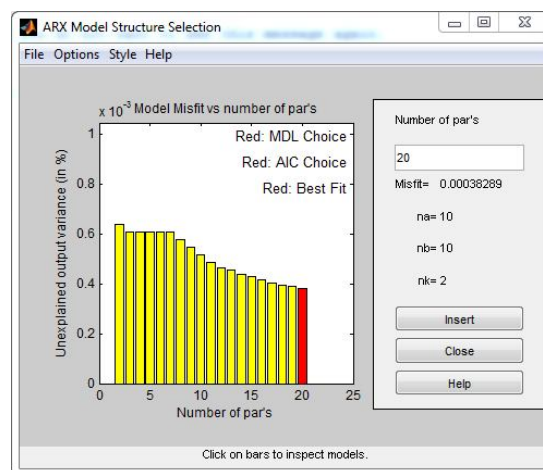 ARX Model Structure Selection
File Options Style Help
x 10^-3 Model Misfit vs number of par's
Red: MDL Choice
Red: AIC Choice
Red: Best Fit
Unexplained output variance (in %)
1
0.8
0.6
0.4
0.2
0
0 5 10 15 20 25
Number of par's
Number of par's
20
Misfit= 0.00038289
na= 10
nb= 10
nk= 2
Insert
Close
Help
Click on bars to inspect models.